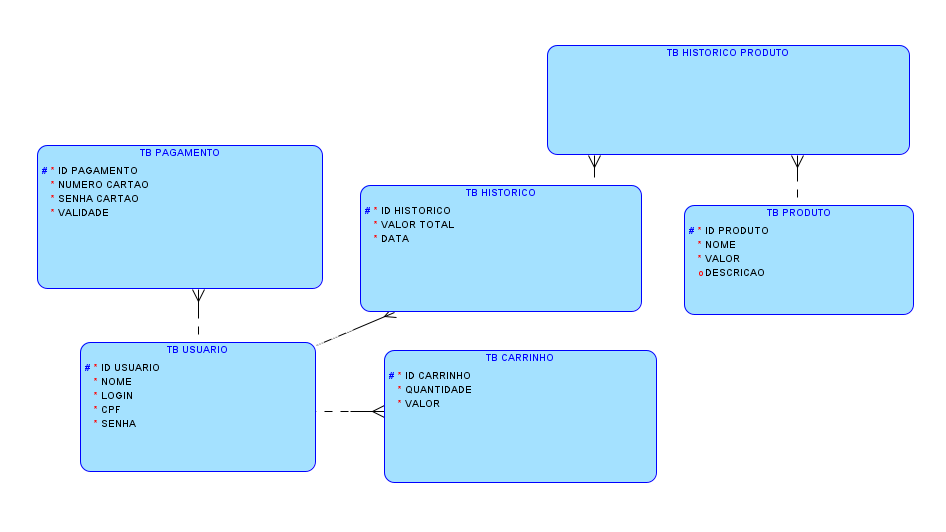 TB HISTORICO PRODUTO
TB PAGAMENTO
# * ID PAGAMENTO
* NUMERO CARTAO
* SENHA CARTAO
* VALIDADE
TB HISTORICO
# * ID HISTORICO
* VALOR TOTAL
* DATA
TB PRODUTO
# * ID PRODUTO
* NOME
* VALOR
o DESCRICAO
TB USUARIO
# * ID USUARIO
* NOME
* LOGIN
* CPF
* SENHA
TB CARRINHO
# * ID CARRINHO
* QUANTIDADE
* VALOR